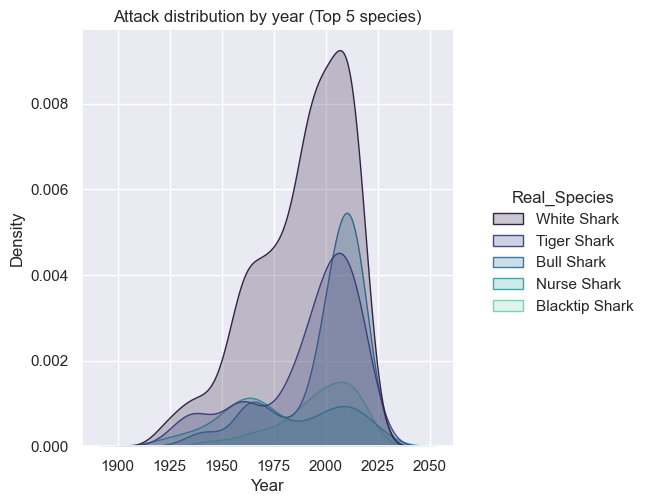 Attack distribution by year (Top 5 species)
Density
0.008
0.006
0.004
0.002
0.000
1900 1925 1950 1975 2000 2025 2050
Year
Real_Species
White Shark
Tiger Shark
Bull Shark
Nurse Shark
Blacktip Shark